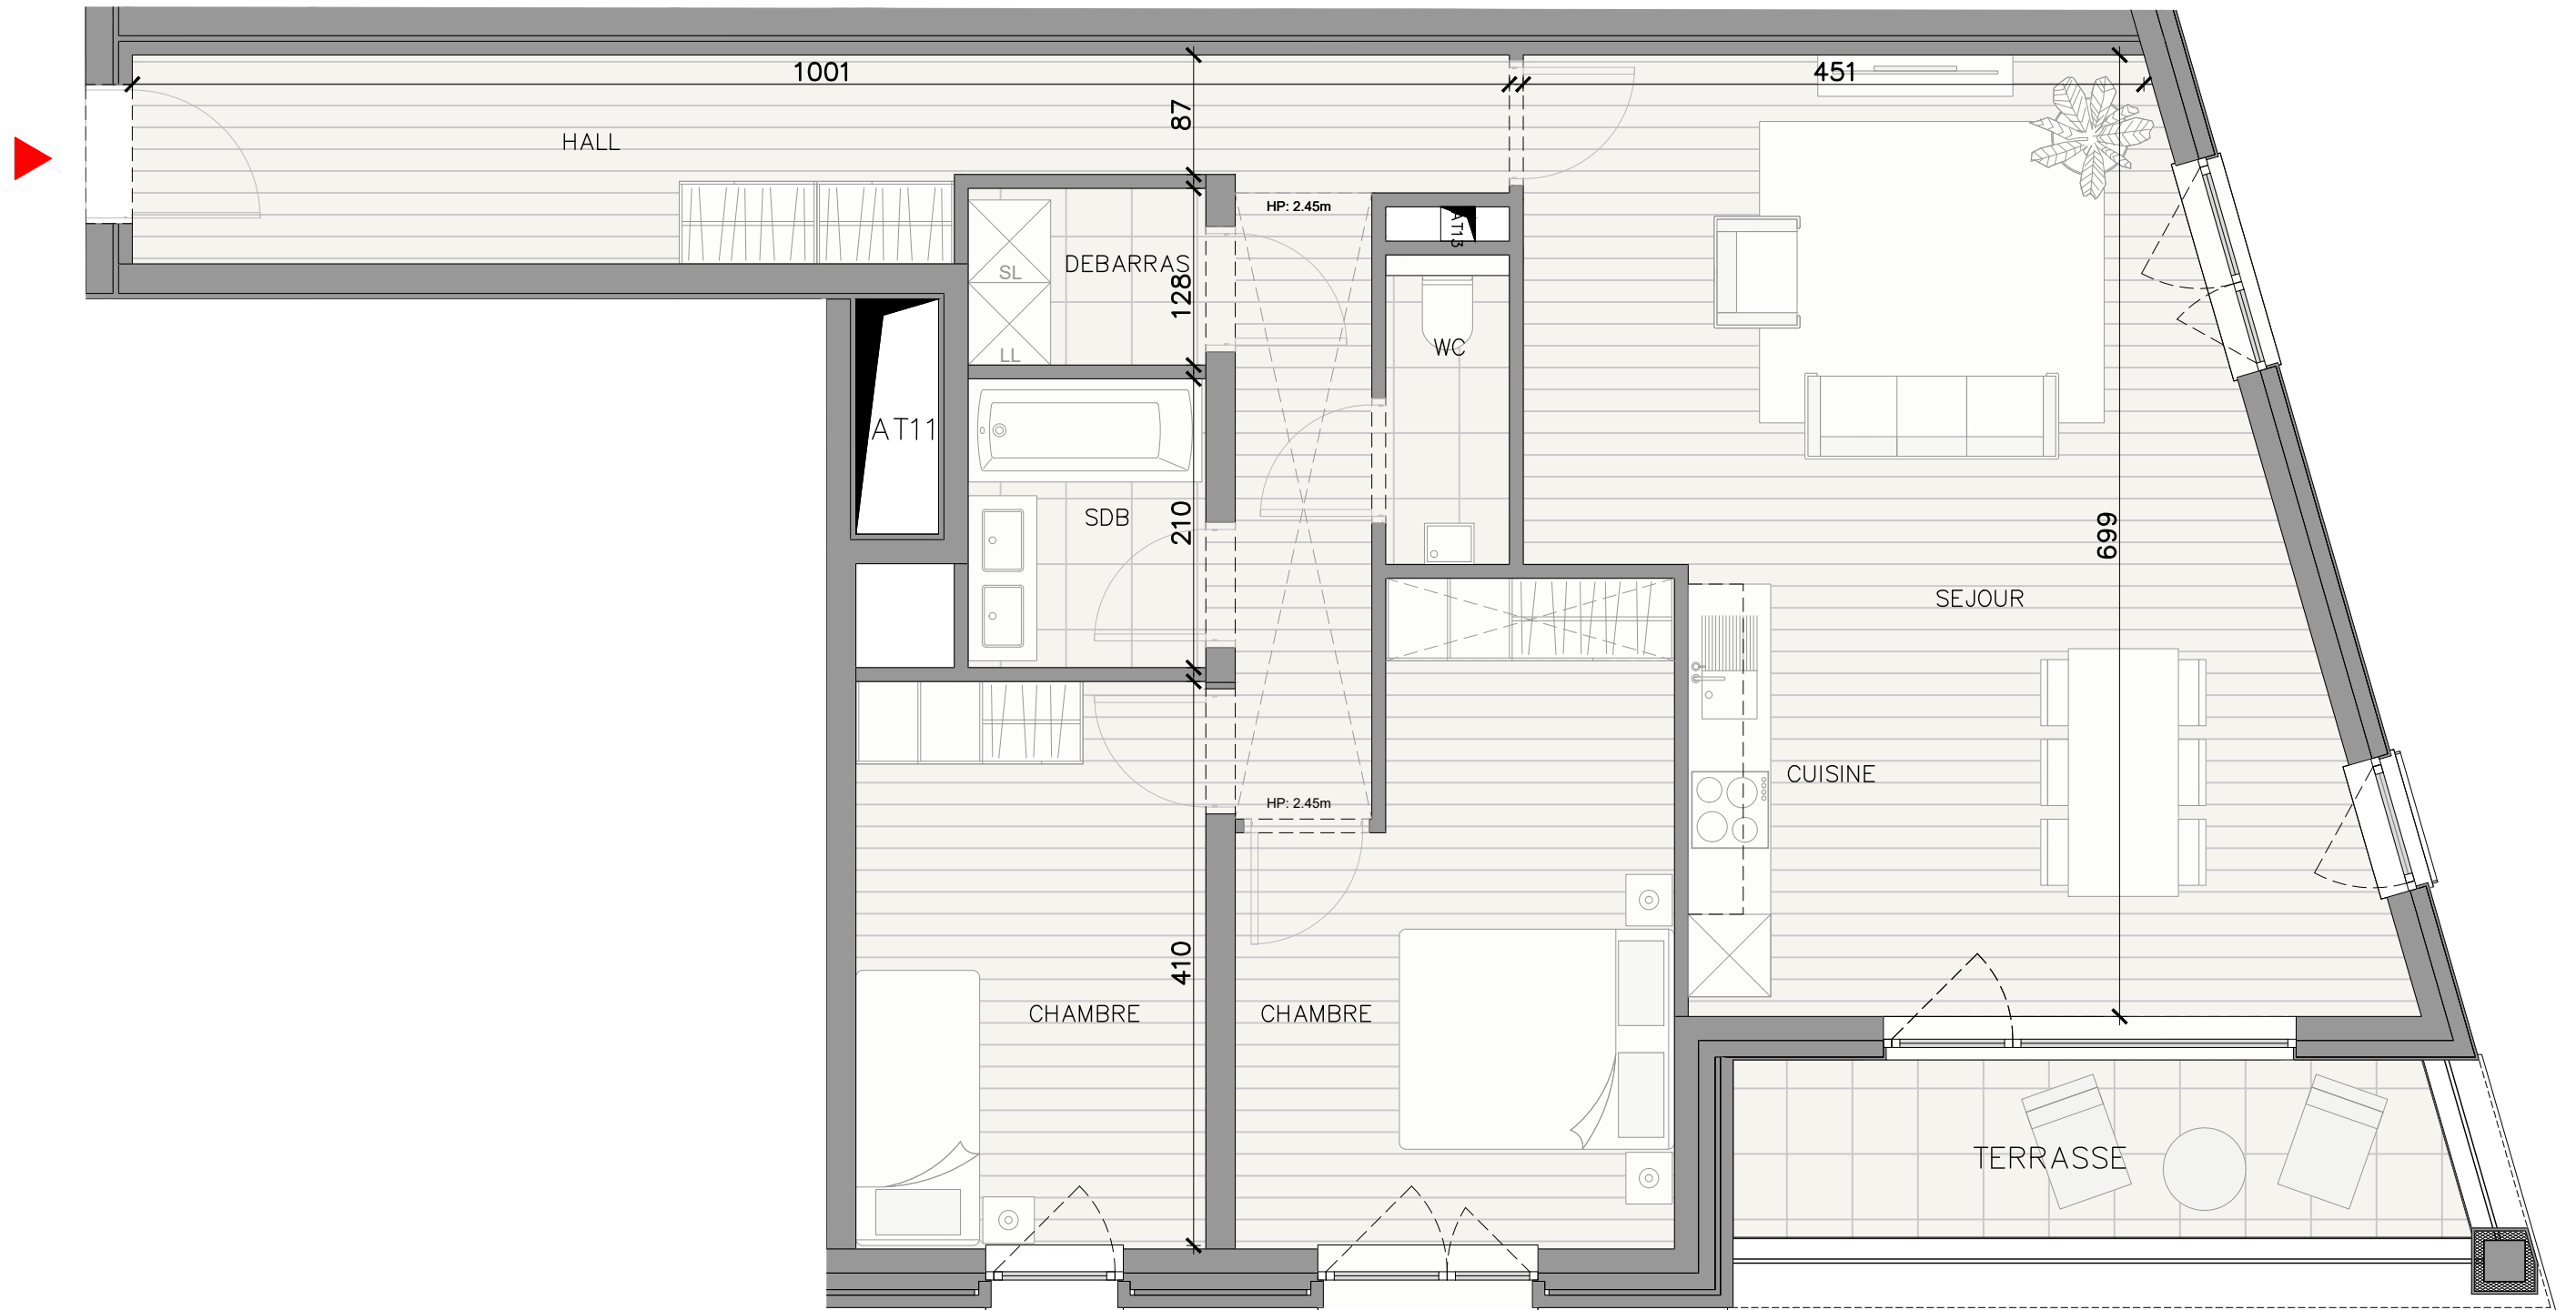 1001
451
87
HALL
HP: 2.45m
AT13
SL
DEBARRAS
128
LL
WC
AT11
SDB
210
699
SEJOUR
CUISINE
HP: 2.45m
410
CHAMBRE
CHAMBRE
TERRASSE